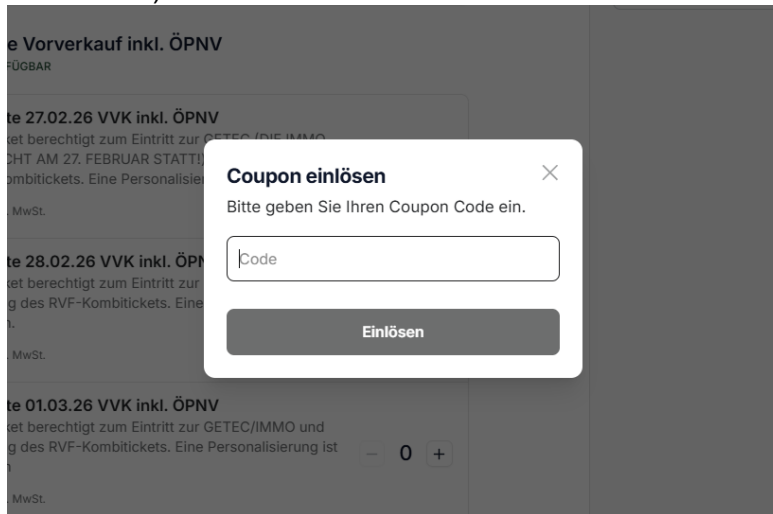 e Vorverkauf inkl. ÖPNV
FÜGBAR
te 27.02.26 VVK inkl. ÖPNV
ket berechtigt zum Eintritt zur GETEC (DIE IMMO
CHT AM 27. FEBRUAR STATT!)
ombitickets. Eine Personalisie
. MwSt.
Coupon einlösen
Bitte geben Sie Ihren Coupon Code ein.
Code
Einlösen
te 28.02.26 VVK inkl. ÖPN
ket berechtigt zum Eintritt zur
g des RVF-Kombitickets. Eine
n.
. MwSt.
te 01.03.26 VVK inkl. ÖPNV
ket berechtigt zum Eintritt zur GETEC/IMMO und
g des RVF-Kombitickets. Eine Personalisierung ist
n
0
. MwSt.